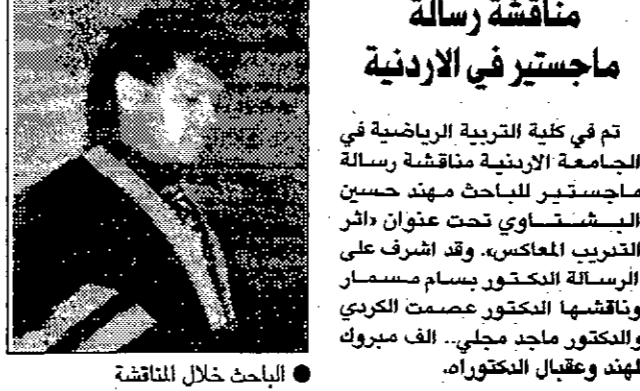 مناقشة رسالة
ماجستير في الاردنية
تم في كلية التربية الرياضية في
الجامعة الاردنية مناقشة رسالة
ماجستير للباحث مهند حسين
البشتاوي تحت عنوان «اثر
التدريب المعاكس». وقد اشرف على
الرسالة الدكتور بسام مسمار
وناقشها الدكتور عصمت الكردي
والدكتور ماجد مجلي.. الف مبروك
لهند وعقبال الدكتوراه.
● الباحث خلال المناقشة